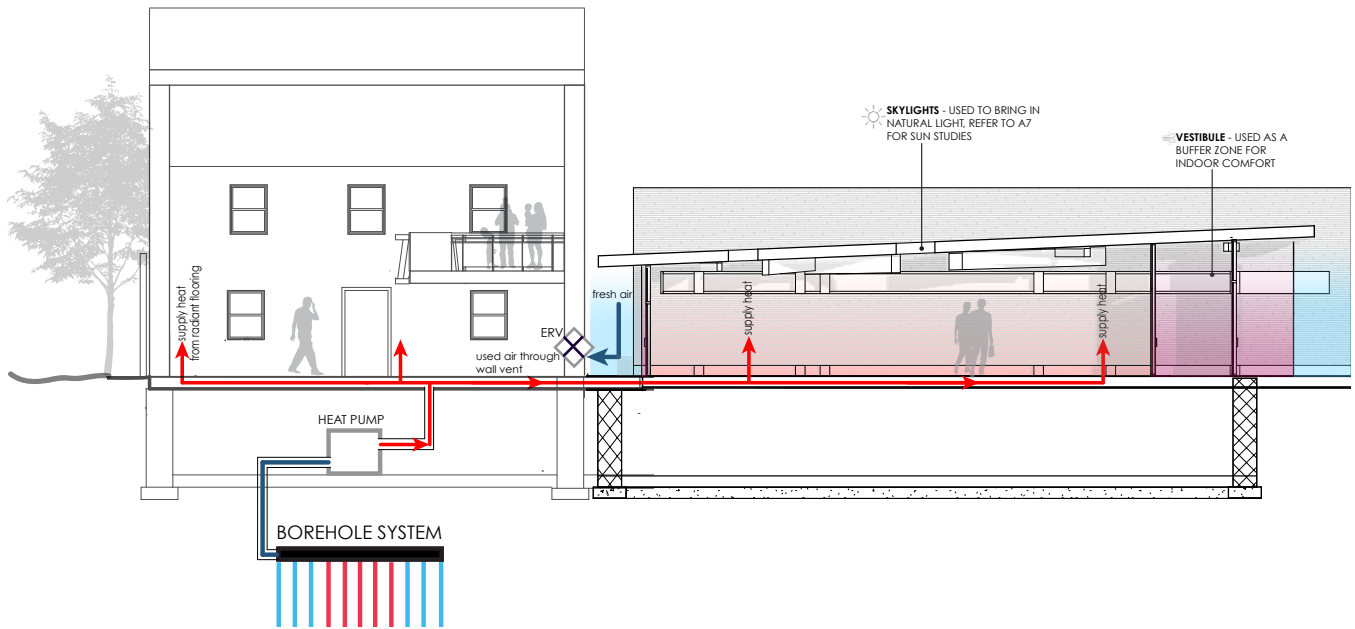 SKYLIGHTS - USED TO BRING IN
NATURAL LIGHT, REFER TO A7
FOR SUN STUDIES
VESTIBULE - USED AS A
BUFFER ZONE FOR
INDOOR COMFORT
supply heat
from radiant flooring
fresh air
ERV
used air through
wall vent
supply heat
supply heat
HEAT PUMP
BOREHOLE SYSTEM